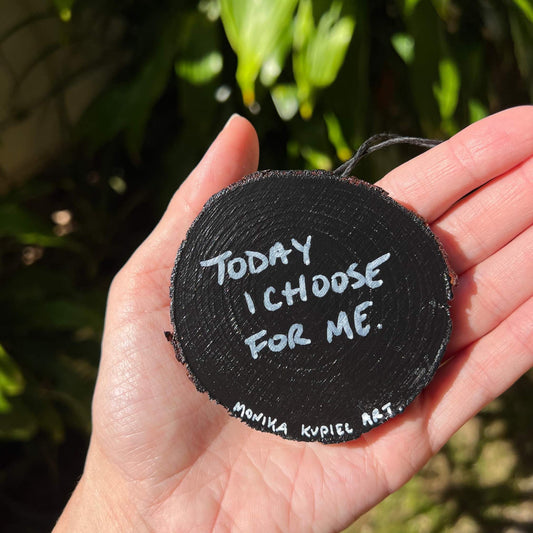 TODAY
I CHOOSE
FOR ME.
MONIKA KUPIEL ART